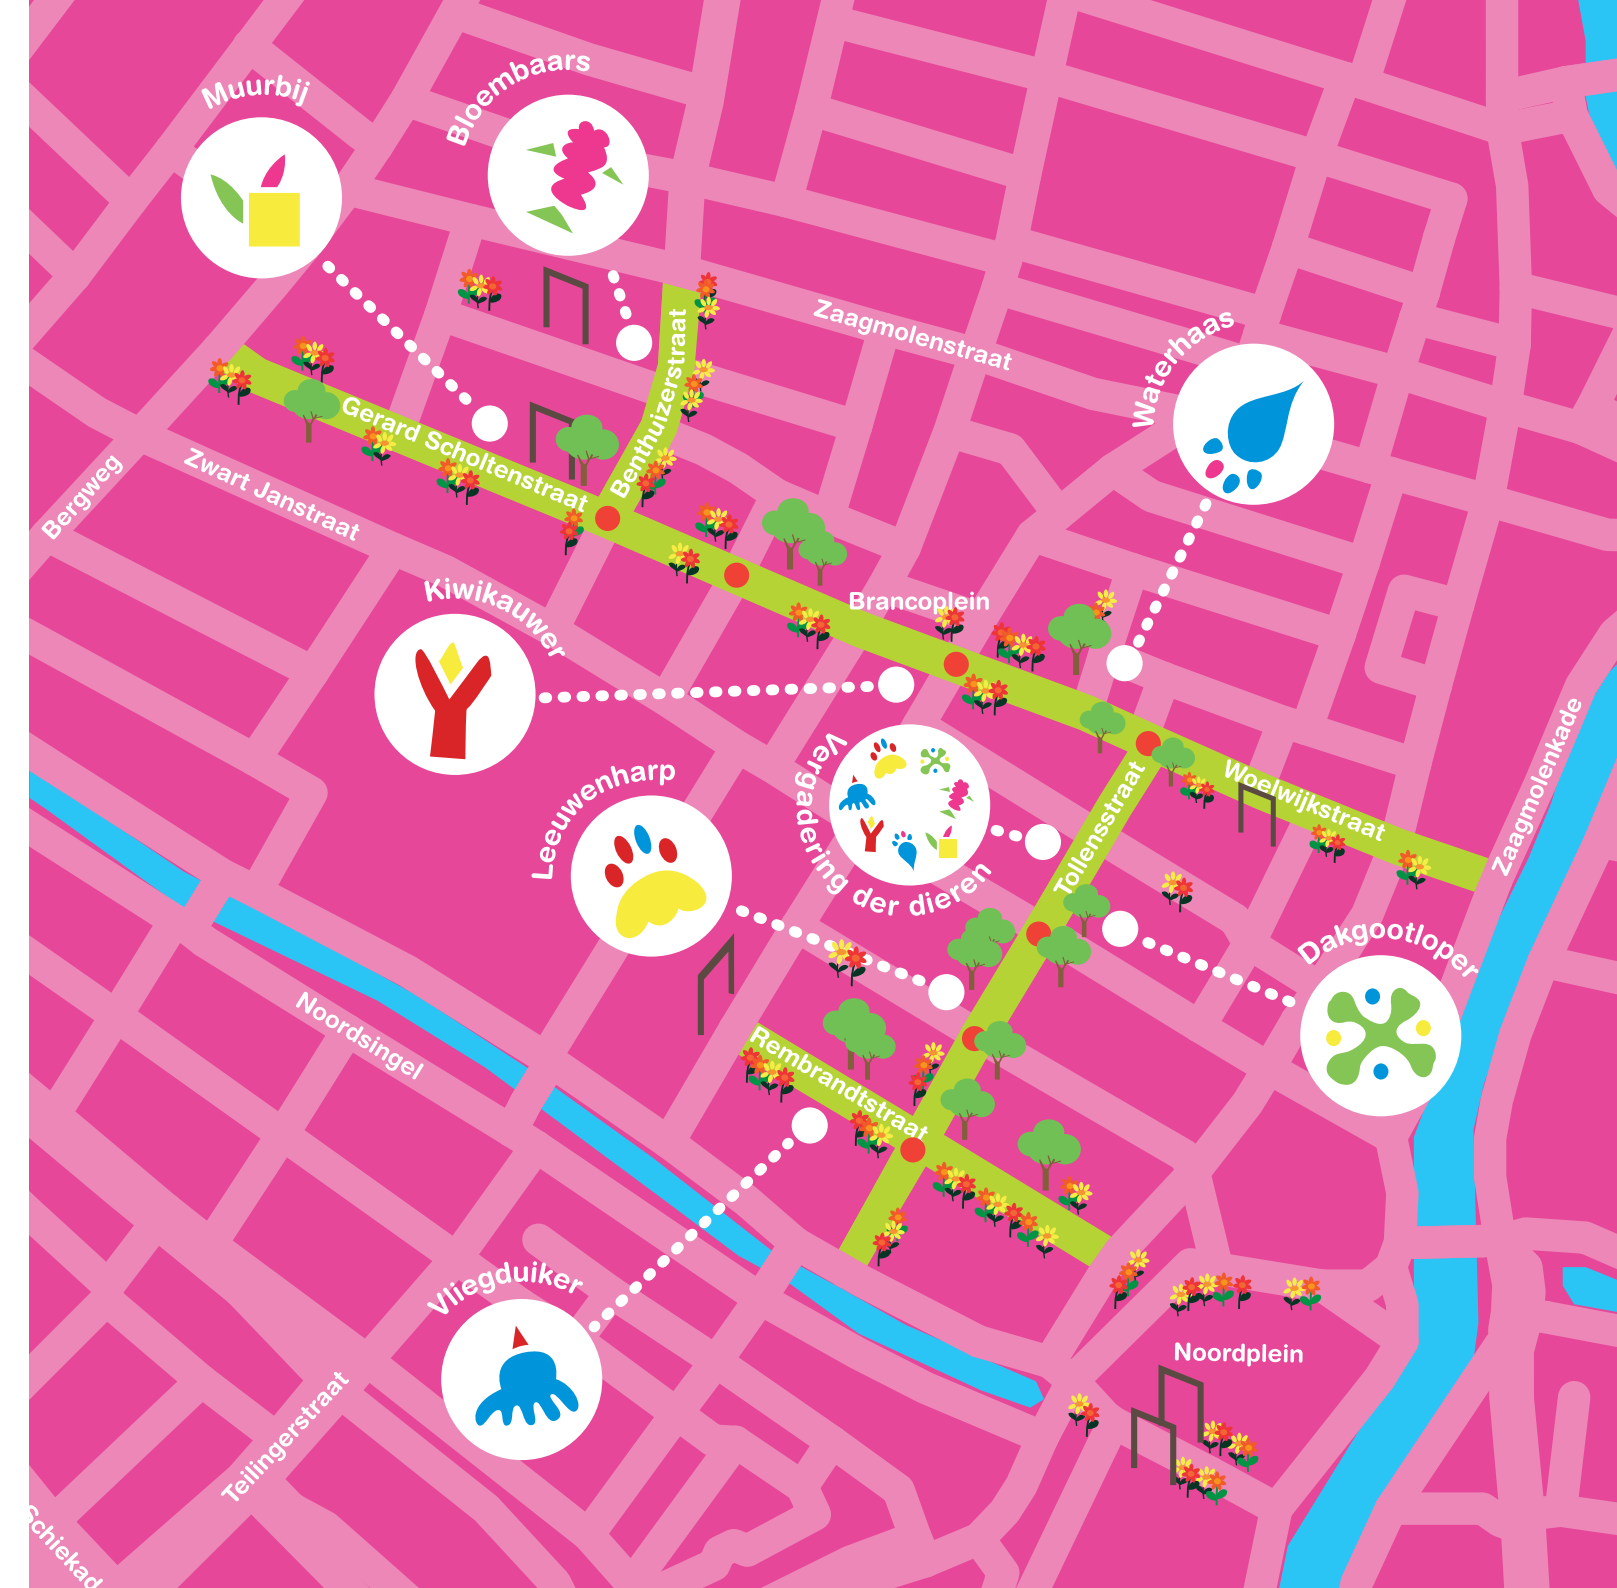 Bloembaars
Muurbij
Zaagmolenstraat
Waterhaas
Benthuizerstraat
Gerard Scholtenstraat
Zwart Janstraat
Bergweg
Kiwikauwer
Brancoplein
Zaagmolenkade
Woelwijkstraat
Leeuwenharp
Vergadering der dieren
Tollensstraat
Dakgootloper
Noordsingel
Rembrandtstraat
Vliegduiker
Noordplein
Teilingerstraat
Schiekad